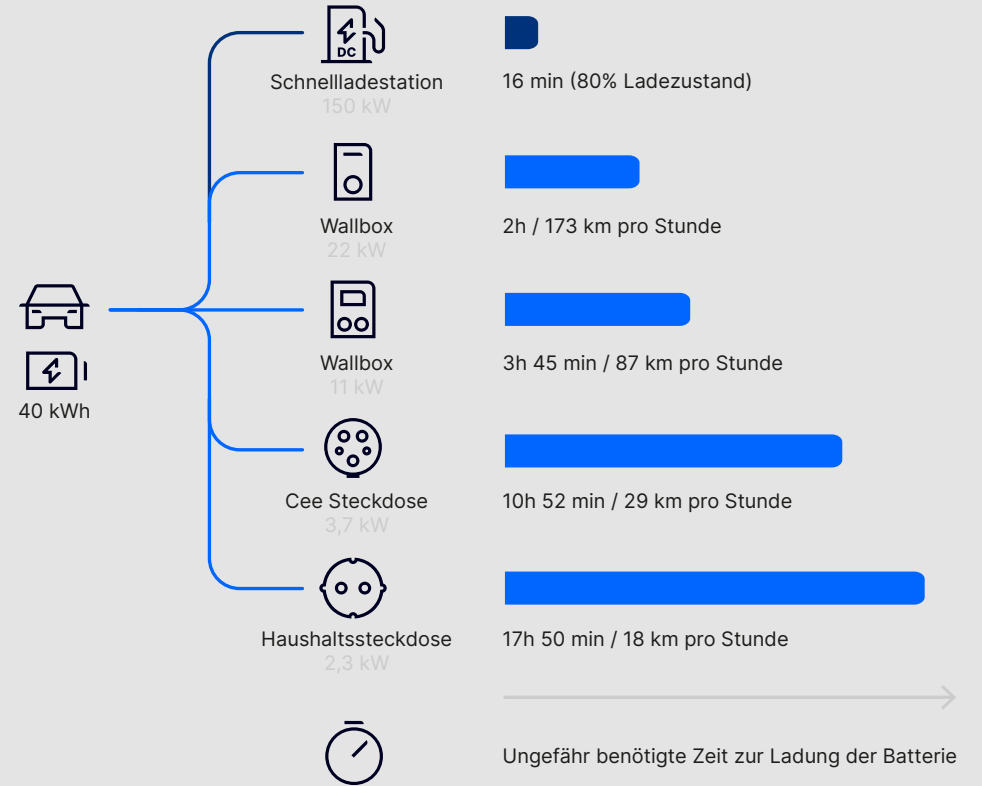 DC
Schnellladestation
150 kW
16 min (80% Ladezustand)
Wallbox
22 kW
2h / 173 km pro Stunde
Wallbox
11 kW
3h 45 min / 87 km pro Stunde
40 kWh
Cee Steckdose
3,7 kW
10h 52 min / 29 km pro Stunde
Haushaltssteckdose
2,3 kW
17h 50 min / 18 km pro Stunde
Ungefähr benötigte Zeit zur Ladung der Batterie